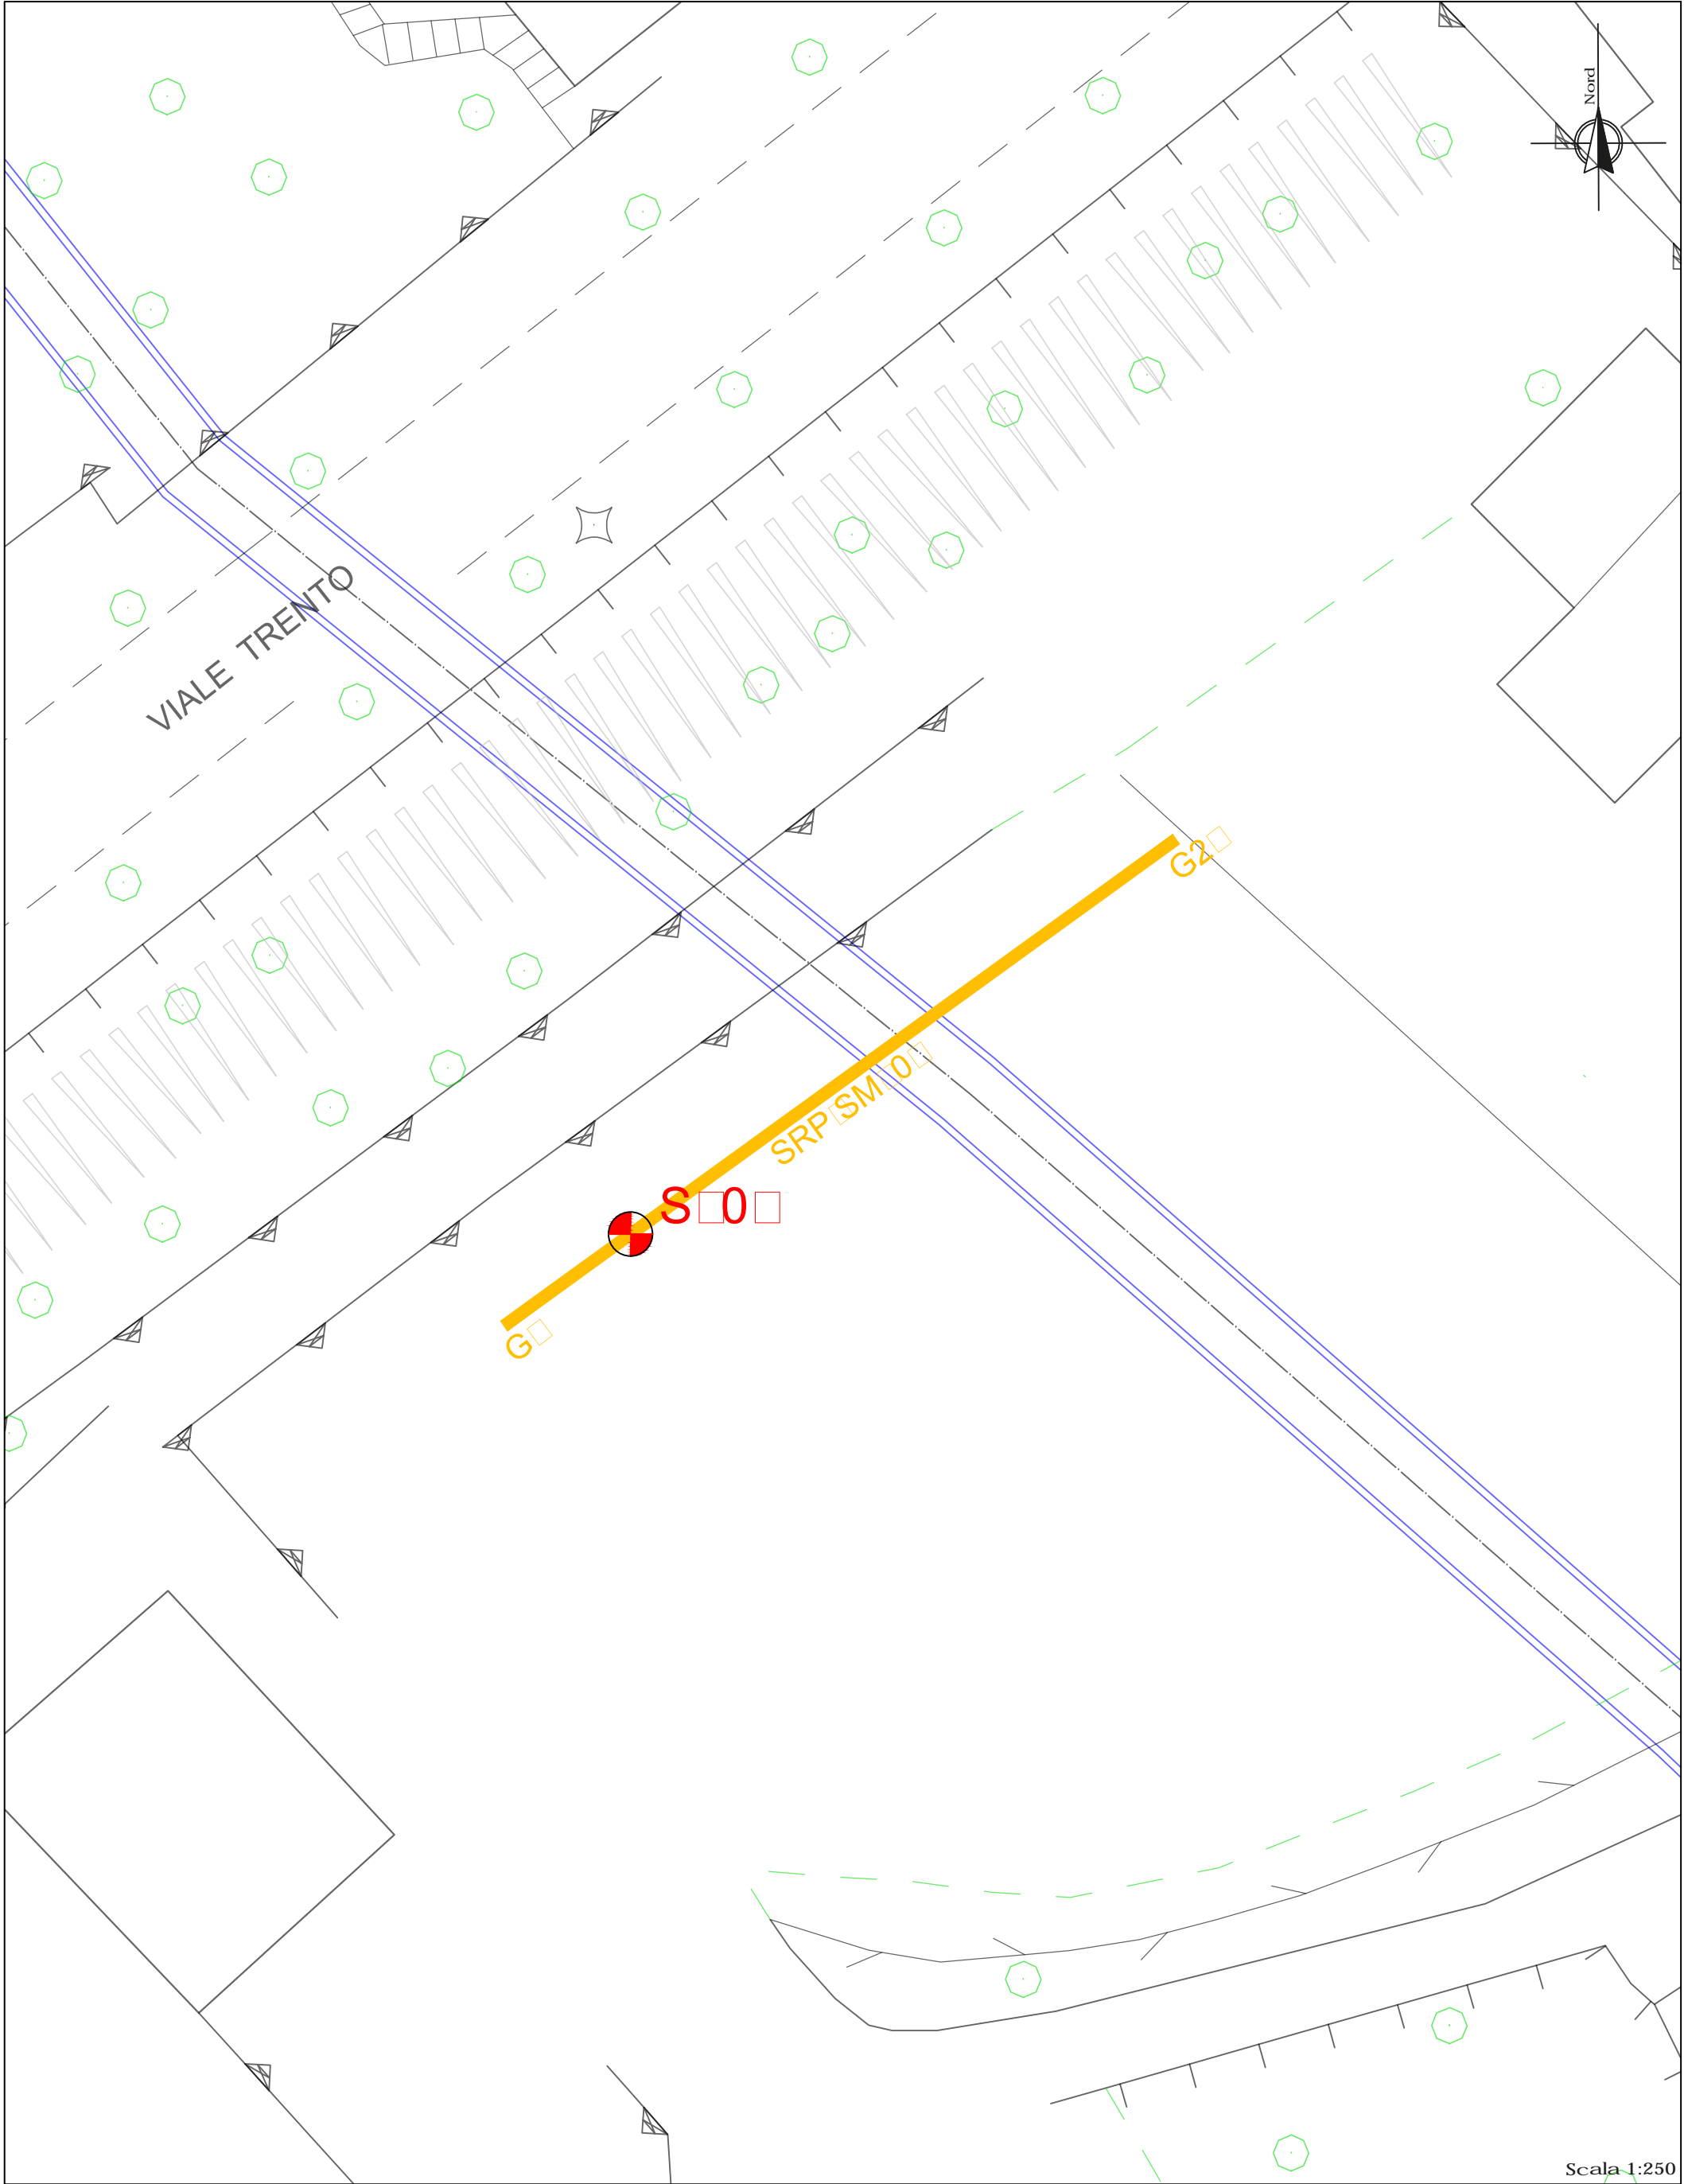 Nord
VIALE TRENTO
G2□
SRP□SM□0□
S□0□
G□
Scala 1:250